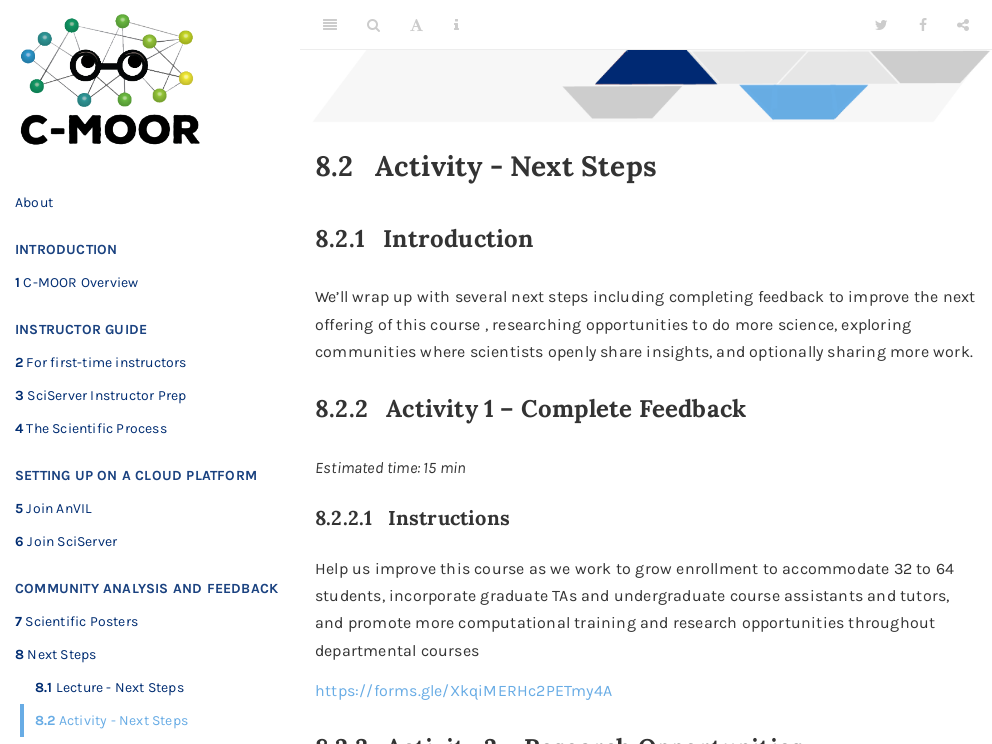 C-MOOR
About
INTRODUCTION
1 C-MOOR Overview
INSTRUCTOR GUIDE
2 For first-time instructors
3 SciServer Instructor Prep
4 The Scientific Process
SETTING UP ON A CLOUD PLATFORM
5 Join AnVIL
6 Join SciServer
COMMUNITY ANALYSIS AND FEEDBACK
7 Scientific Posters
8 Next Steps
8.1 Lecture - Next Steps
8.2 Activity - Next Steps
8.2 Activity - Next Steps
8.2.1 Introduction
We'll wrap up with several next steps including completing feedback to improve the next
offering of this course , researching opportunities to do more science, exploring
communities where scientists openly share insights, and optionally sharing more work.
8.2.2 Activity 1 – Complete Feedback
Estimated time: 15 min
8.2.2.1 Instructions
Help us improve this course as we work to grow enrollment to accommodate 32 to 64
students, incorporate graduate TAs and undergraduate course assistants and tutors,
and promote more computational training and research opportunities throughout
departmental courses
https://forms.gle/XkqiMERHc2PETmy4A
8.2.3 Activity 2 – Research Opportunities